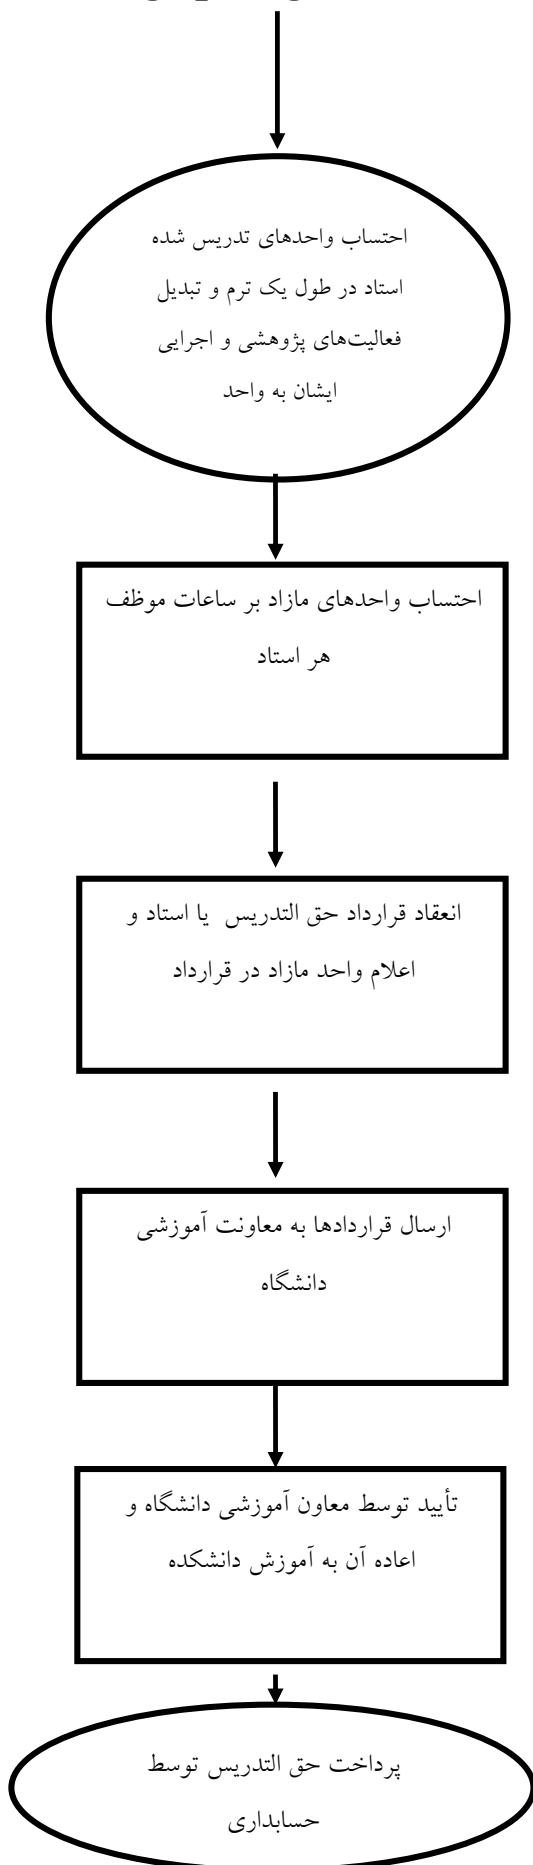 احتساب واحدهای تدریس شده
استاد در طول یک ترم و تبدیل
فعالیت‌های پژوهشی و اجرایی
ایشان به واحد
احتساب واحدهای مازاد بر ساعات موظف
هر استاد
انعقاد قرارداد حق التدریس  یا استاد و
اعلام واحد مازاد در قرارداد
ارسال قراردادها به معاونت آموزشی
دانشگاه
تأیید توسط معاون آموزشی دانشگاه و
اعاده آن به آموزش دانشکده
پرداخت حق التدریس توسط
حسابداری